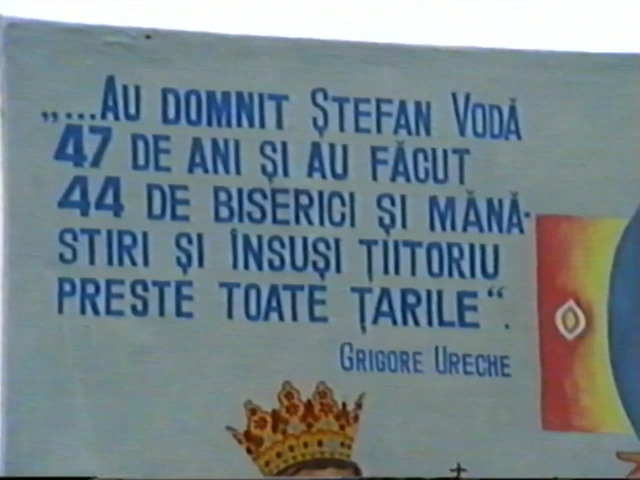 „...AU DOMNIT ȘTEFAN VODĂ
47 DE ANI ȘI AU FĂCUT
44 DE BISERICI ȘI MĂNĂ-
STIRI ȘI ÎNSUȘI ȚIITORIU
PRESTE TOATE ȚARILE“.
GRIGORE URECHE